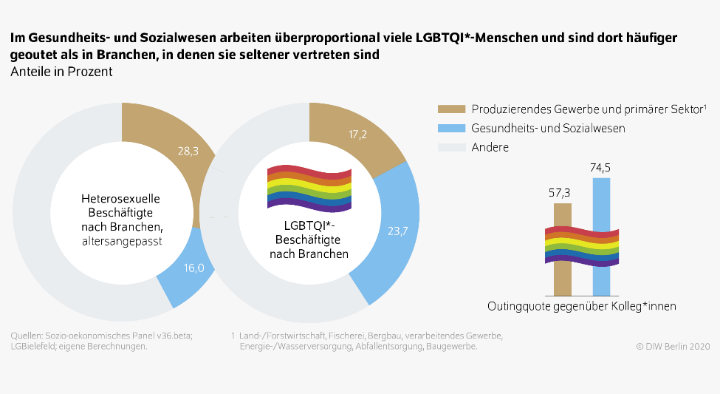 Im Gesundheits- und Sozialwesen arbeiten überproportional viele LGBTQI*-Menschen und sind dort häufiger
geoutet als in Branchen, in denen sie seltener vertreten sind
Anteile in Prozent
28,3
16,0
Heterosexuelle
Beschäftigte
nach Branchen,
altersangepasst
17,2
23,7
LGBTQI*-
Beschäftigte
nach Branchen
Produzierendes Gewerbe und primärer Sektor¹
Gesundheits- und Sozialwesen
Andere
57,3
74,5
Outingquote gegenüber Kolleg*innen
Quellen: Sozio-oekonomisches Panel v36.beta;
LGBielefeld; eigene Berechnungen.
1 Land-/Forstwirtschaft, Fischerei, Bergbau, verarbeitetes Gewerbe,
Energie-/Wasserversorgung, Abfallentsorgung, Baugewerbe.
© DIW Berlin 2020